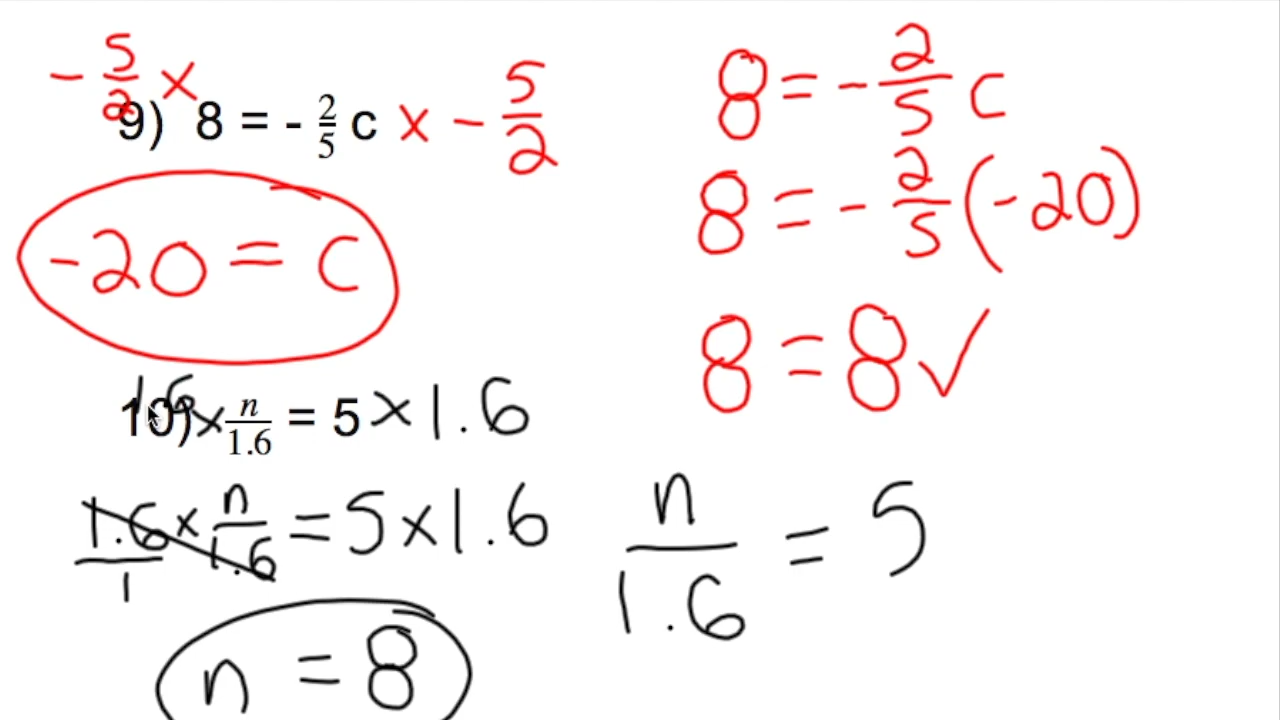 -5/2 × 9) 8 = - 2/5 c × -5/2
-20 = c
8 = -2/5 c
8 = -2/5 (-20)
8 = 8 ✓
10) 1.6 × n/1.6 = 5 × 1.6
1.6/1 × n/1.6 = 5 × 1.6
n = 8
n/1.6 = 5